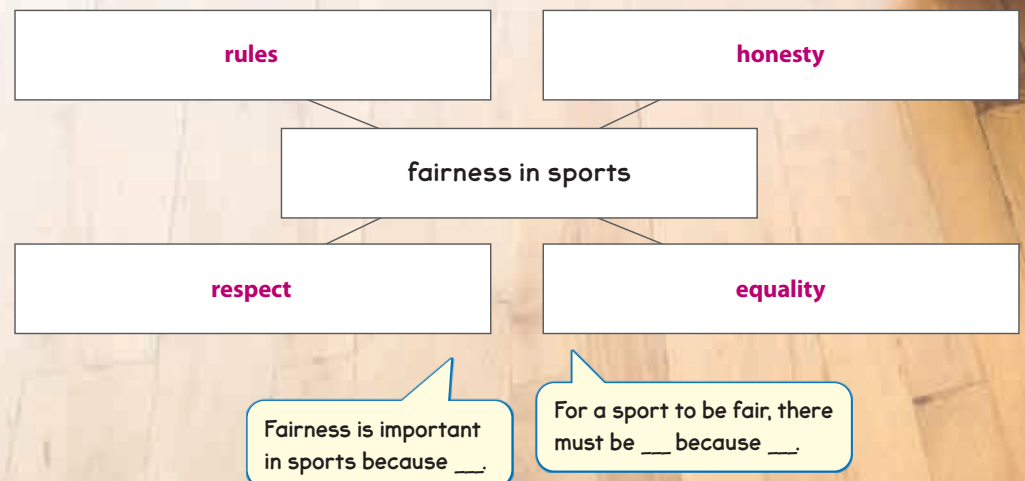 rules
honesty
fairness in sports
respect
equality
Fairness is important
in sports because ___.
For a sport to be fair, there
must be ___ because ___.